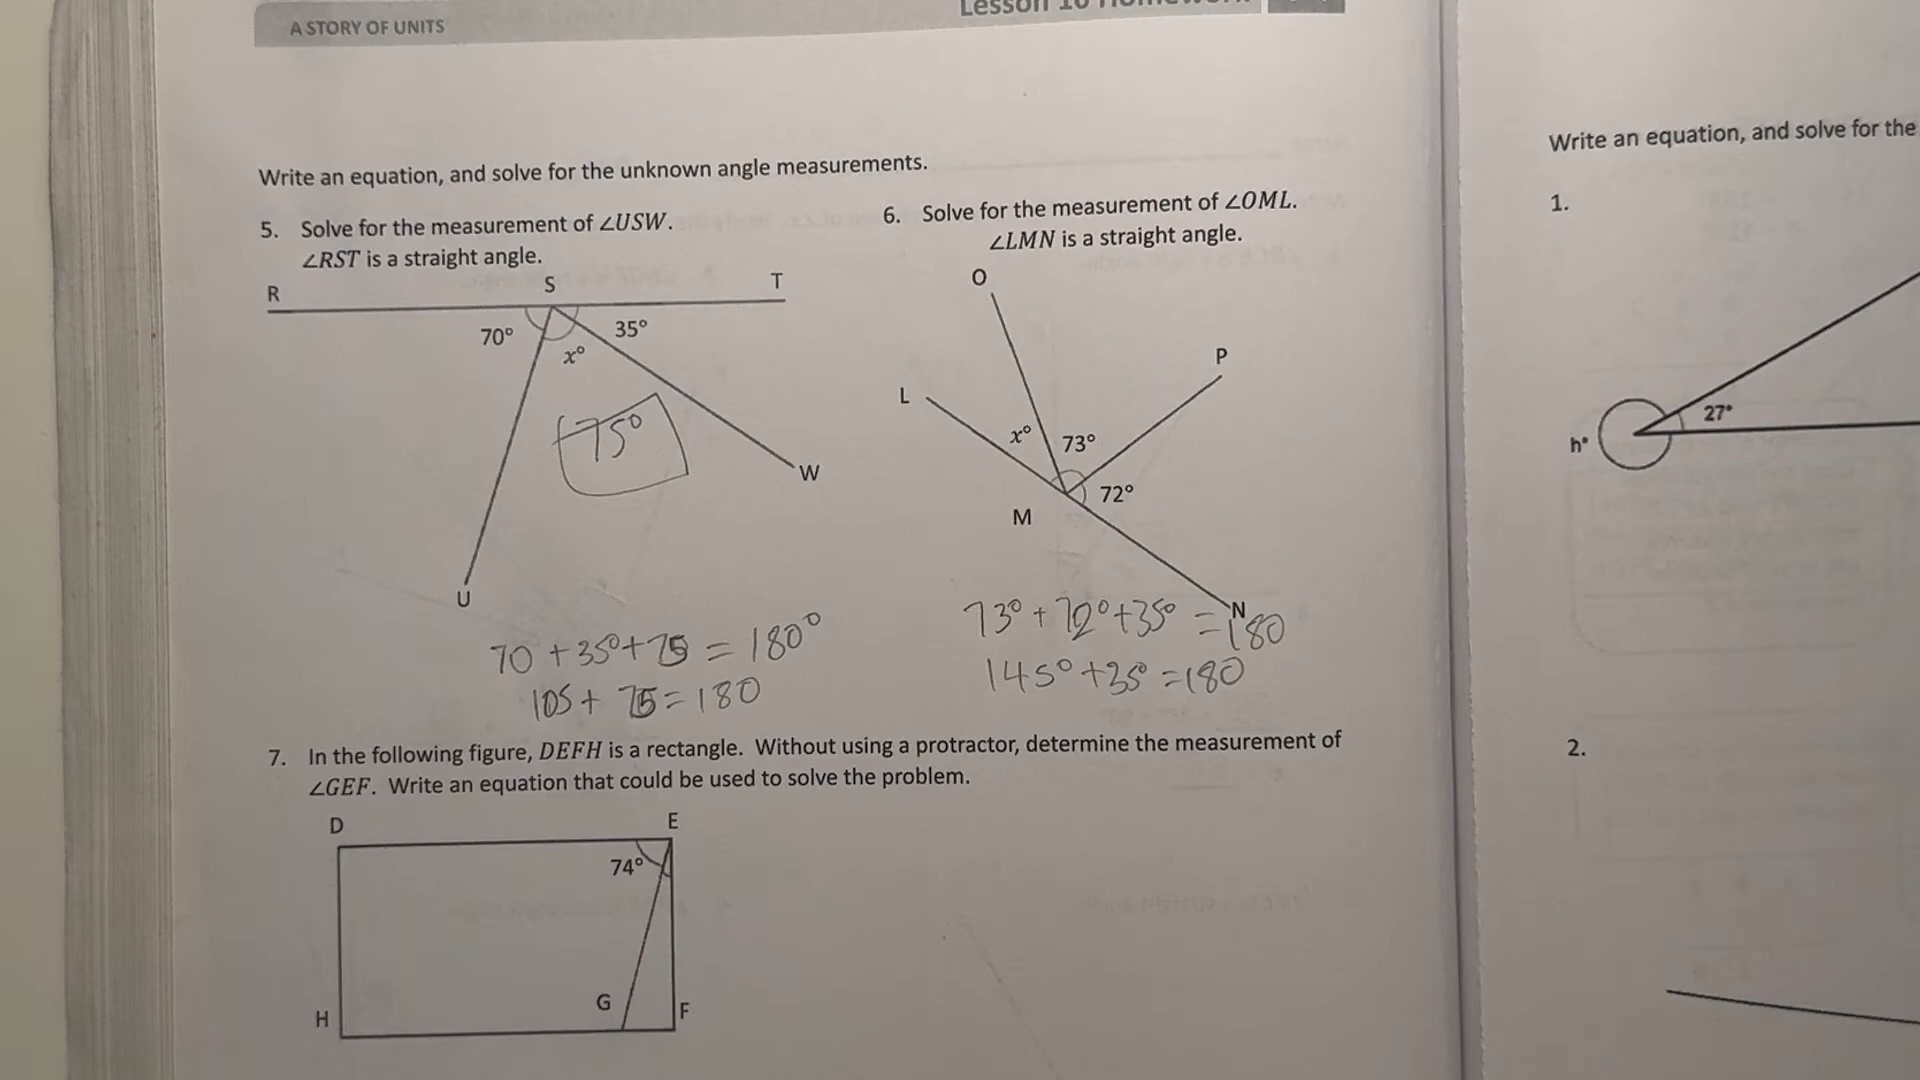 A STORY OF UNITS
Write an equation, and solve for the unknown angle measurements.
5. Solve for the measurement of ∠USW.
∠RST is a straight angle.
R
S
T
70°
35°
x°
75°
W
U
70 + 35° + 75 = 180°
105 + 75 = 180
6. Solve for the measurement of ∠OML.
∠LMN is a straight angle.
O
P
L
x°
73°
72°
M
N
73° + 72° + 35° = 180
145° + 35° = 180
7. In the following figure, DEFH is a rectangle. Without using a protractor, determine the measurement of
∠GEF. Write an equation that could be used to solve the problem.
D
E
74°
G
H
F
Write an equation, and solve for the
1.
27°
h°
2.